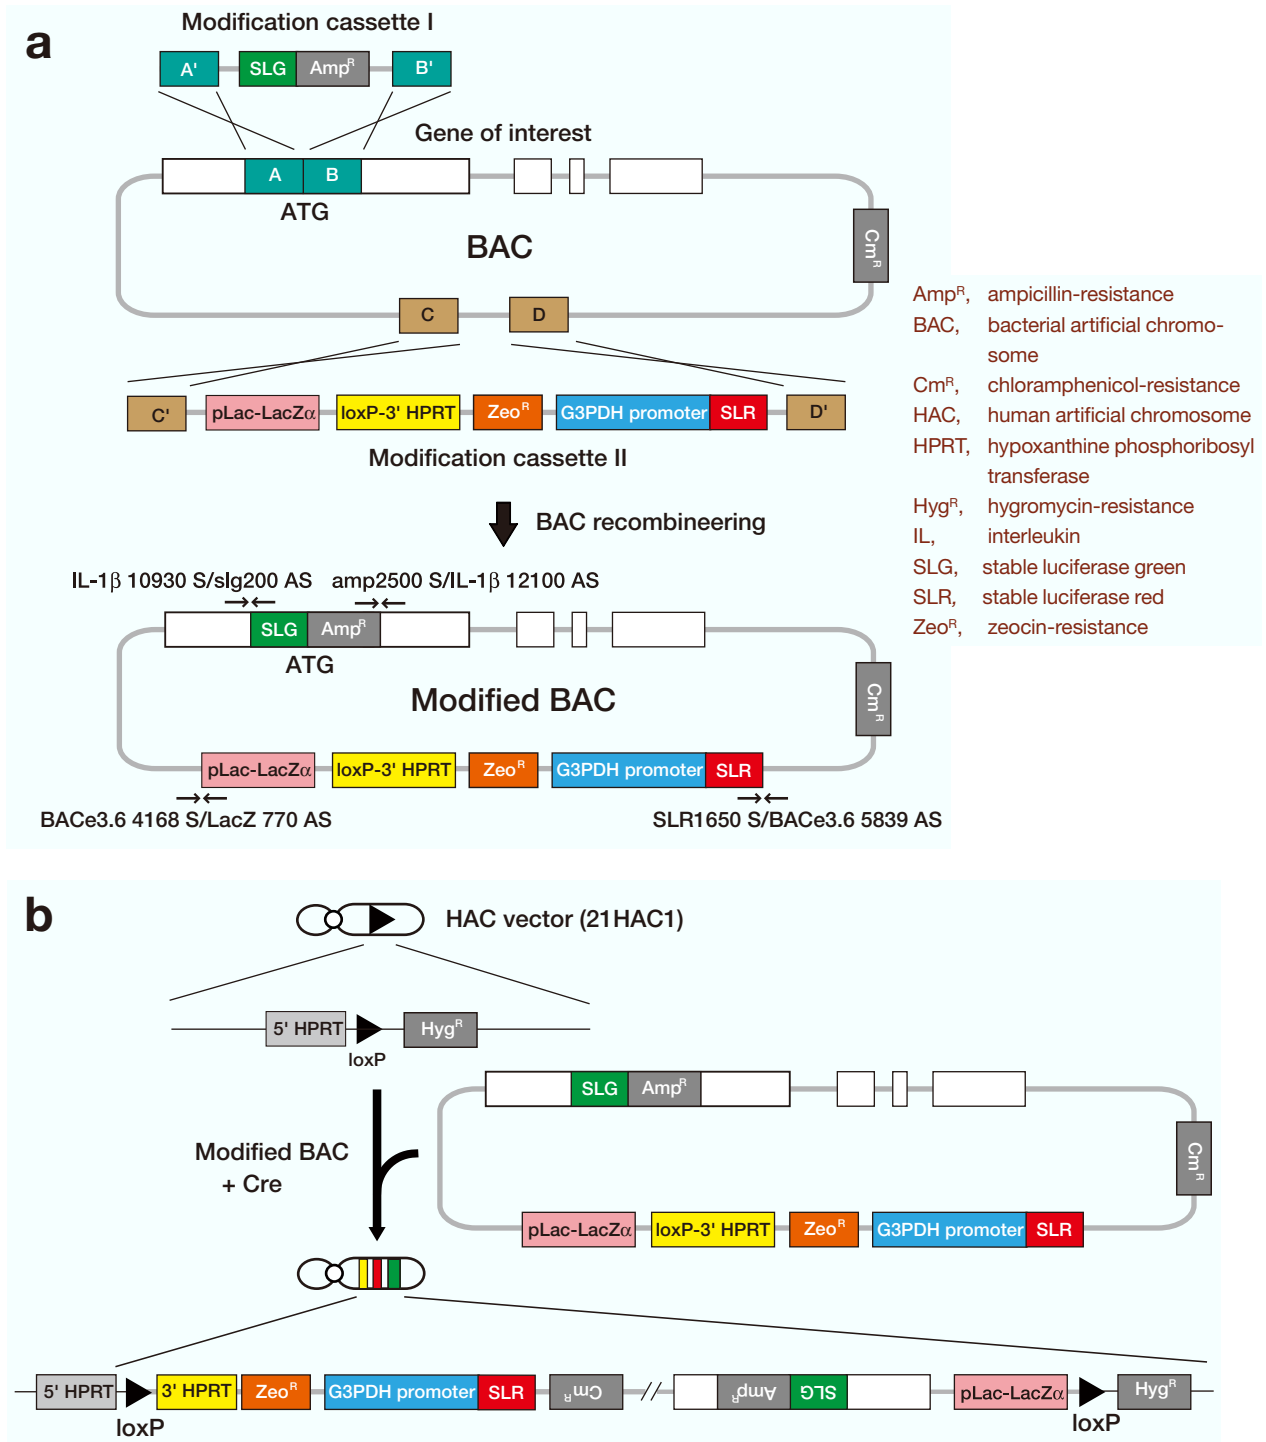 a
Modification cassette I
A' SLG Ampᴿ B'
Gene of interest
A B
ATG
BAC
Cmᴿ
C D
C' pLac-LacZα loxP-3' HPRT Zeoᴿ G3PDH promoter SLR D'
Modification cassette II
BAC recombineering
IL-1β 10930 S/slg200 AS amp2500 S/IL-1β 12100 AS
SLG Ampᴿ
ATG
Modified BAC
Cmᴿ
pLac-LacZα loxP-3' HPRT Zeoᴿ G3PDH promoter SLR
BACe3.6 4168 S/LacZ 770 AS SLR1650 S/BACe3.6 5839 AS
Ampᴿ, ampicillin-resistance
BAC, bacterial artificial chromo-
some
Cmᴿ, chloramphenicol-resistance
HAC, human artificial chromosome
HPRT, hypoxanthine phosphoribosyl
transferase
Hygᴿ, hygromycin-resistance
IL, interleukin
SLG, stable luciferase green
SLR, stable luciferase red
Zeoᴿ, zeocin-resistance
b
HAC vector (21HAC1)
5' HPRT Hygᴿ
loxP
SLG Ampᴿ
Modified BAC
+ Cre
Cmᴿ
pLac-LacZα loxP-3' HPRT Zeoᴿ G3PDH promoter SLR
5' HPRT 3' HPRT Zeoᴿ G3PDH promoter SLR Cmᴿ // Ampᴿ SLG pLac-LacZα Hygᴿ
loxP loxP